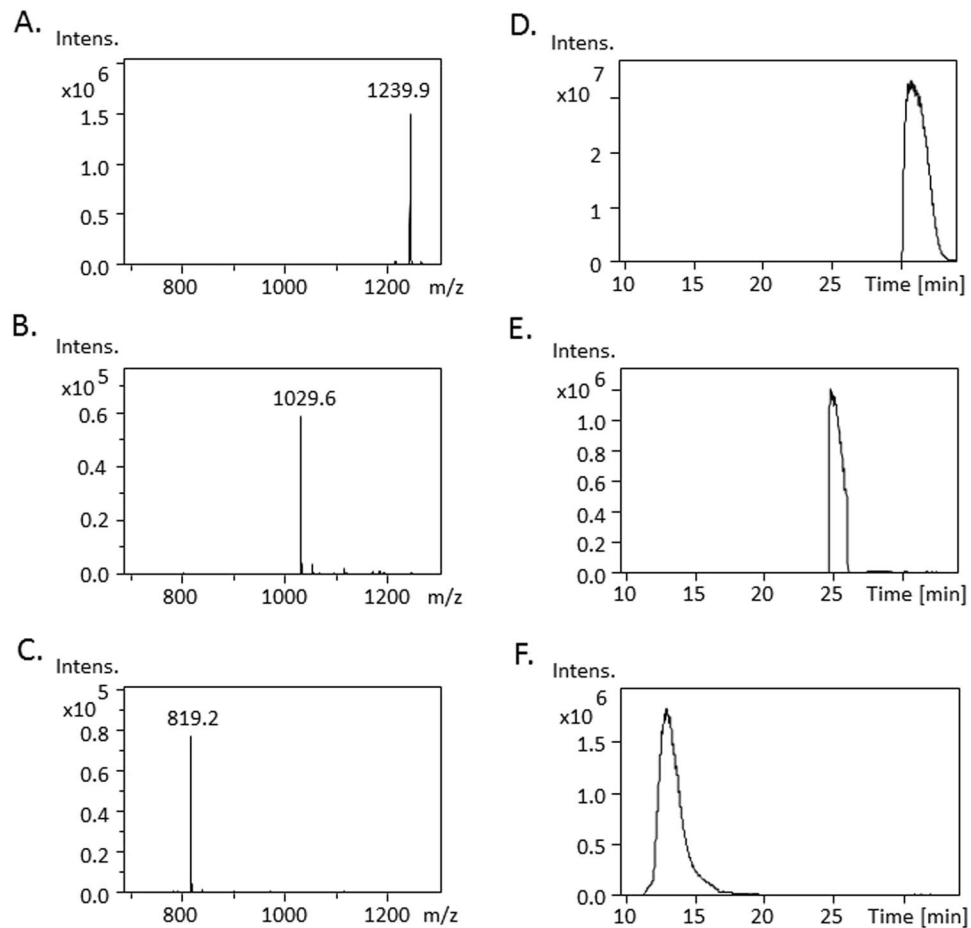 A.
Intens.
x10 6
1239.9
1.5
1.0
0.5
0.0
800 1000 1200 m/z
D.
Intens.
x10 7
2
1
0
10 15 20 25 Time [min]
B.
Intens.
x10 5
1029.6
0.6
0.4
0.2
0.0
800 1000 1200 m/z
E.
Intens.
x10 6
1.0
0.8
0.6
0.4
0.2
0.0
10 15 20 25 Time [min]
C.
Intens.
x10 5
819.2
0.8
0.6
0.4
0.2
0.0
800 1000 1200 m/z
F.
Intens.
x10 6
1.5
1.0
0.5
0.0
10 15 20 25 Time [min]